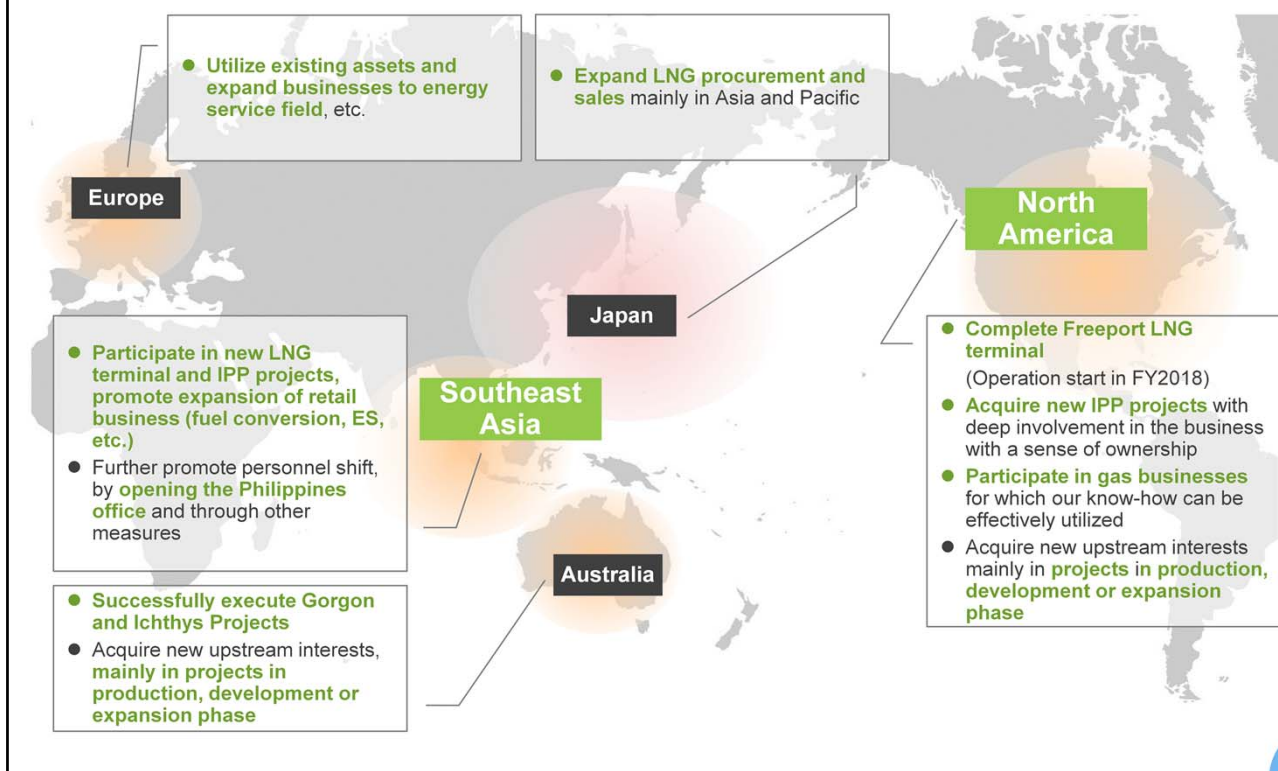 ● Utilize existing assets and
expand businesses to energy
service field, etc.
● Expand LNG procurement and
sales mainly in Asia and Pacific
Europe
North
America
Japan
● Participate in new LNG
terminal and IPP projects,
promote expansion of retail
business (fuel conversion, ES,
etc.)
● Further promote personnel shift,
by opening the Philippines
office and through other
measures
Southeast
Asia
● Complete Freeport LNG
terminal
(Operation start in FY2018)
● Acquire new IPP projects with
deep involvement in the business
with a sense of ownership
● Participate in gas businesses
for which our know-how can be
effectively utilized
● Acquire new upstream interests
mainly in projects in production,
development or expansion
phase
Australia
● Successfully execute Gorgon
and Ichthys Projects
● Acquire new upstream interests,
mainly in projects in
production, development or
expansion phase